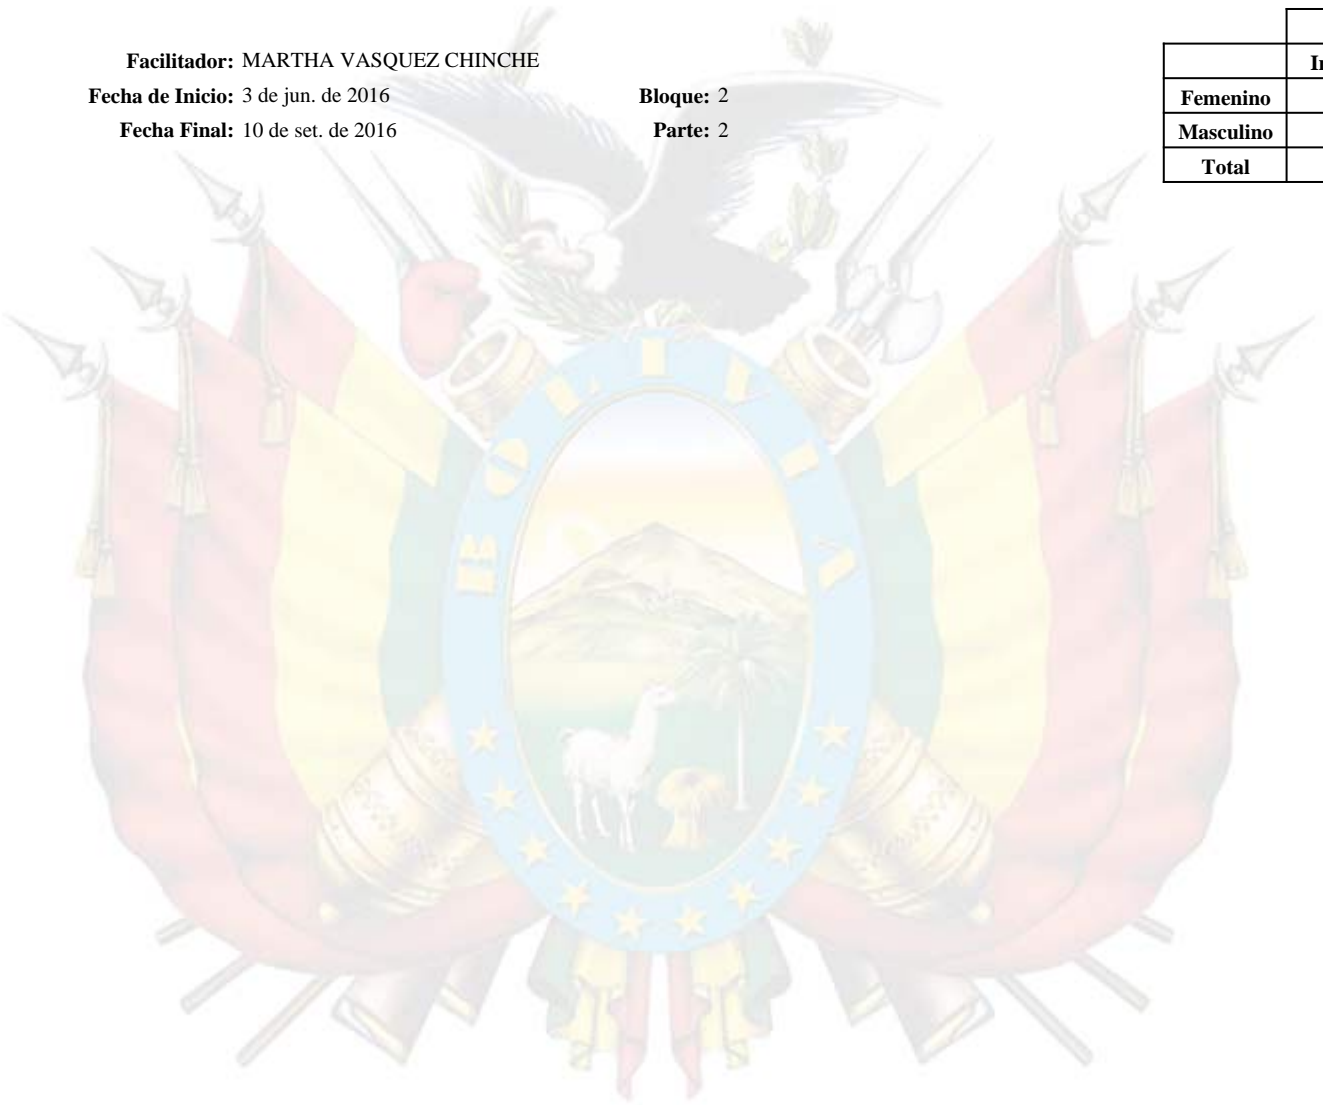 Facilitador: MARTHA VASQUEZ CHINCHE
Fecha de Inicio: 3 de jun. de 2016 Bloque: 2
Fecha Final: 10 de set. de 2016 Parte: 2
Femenino
Masculino
Total
BOLIVIA